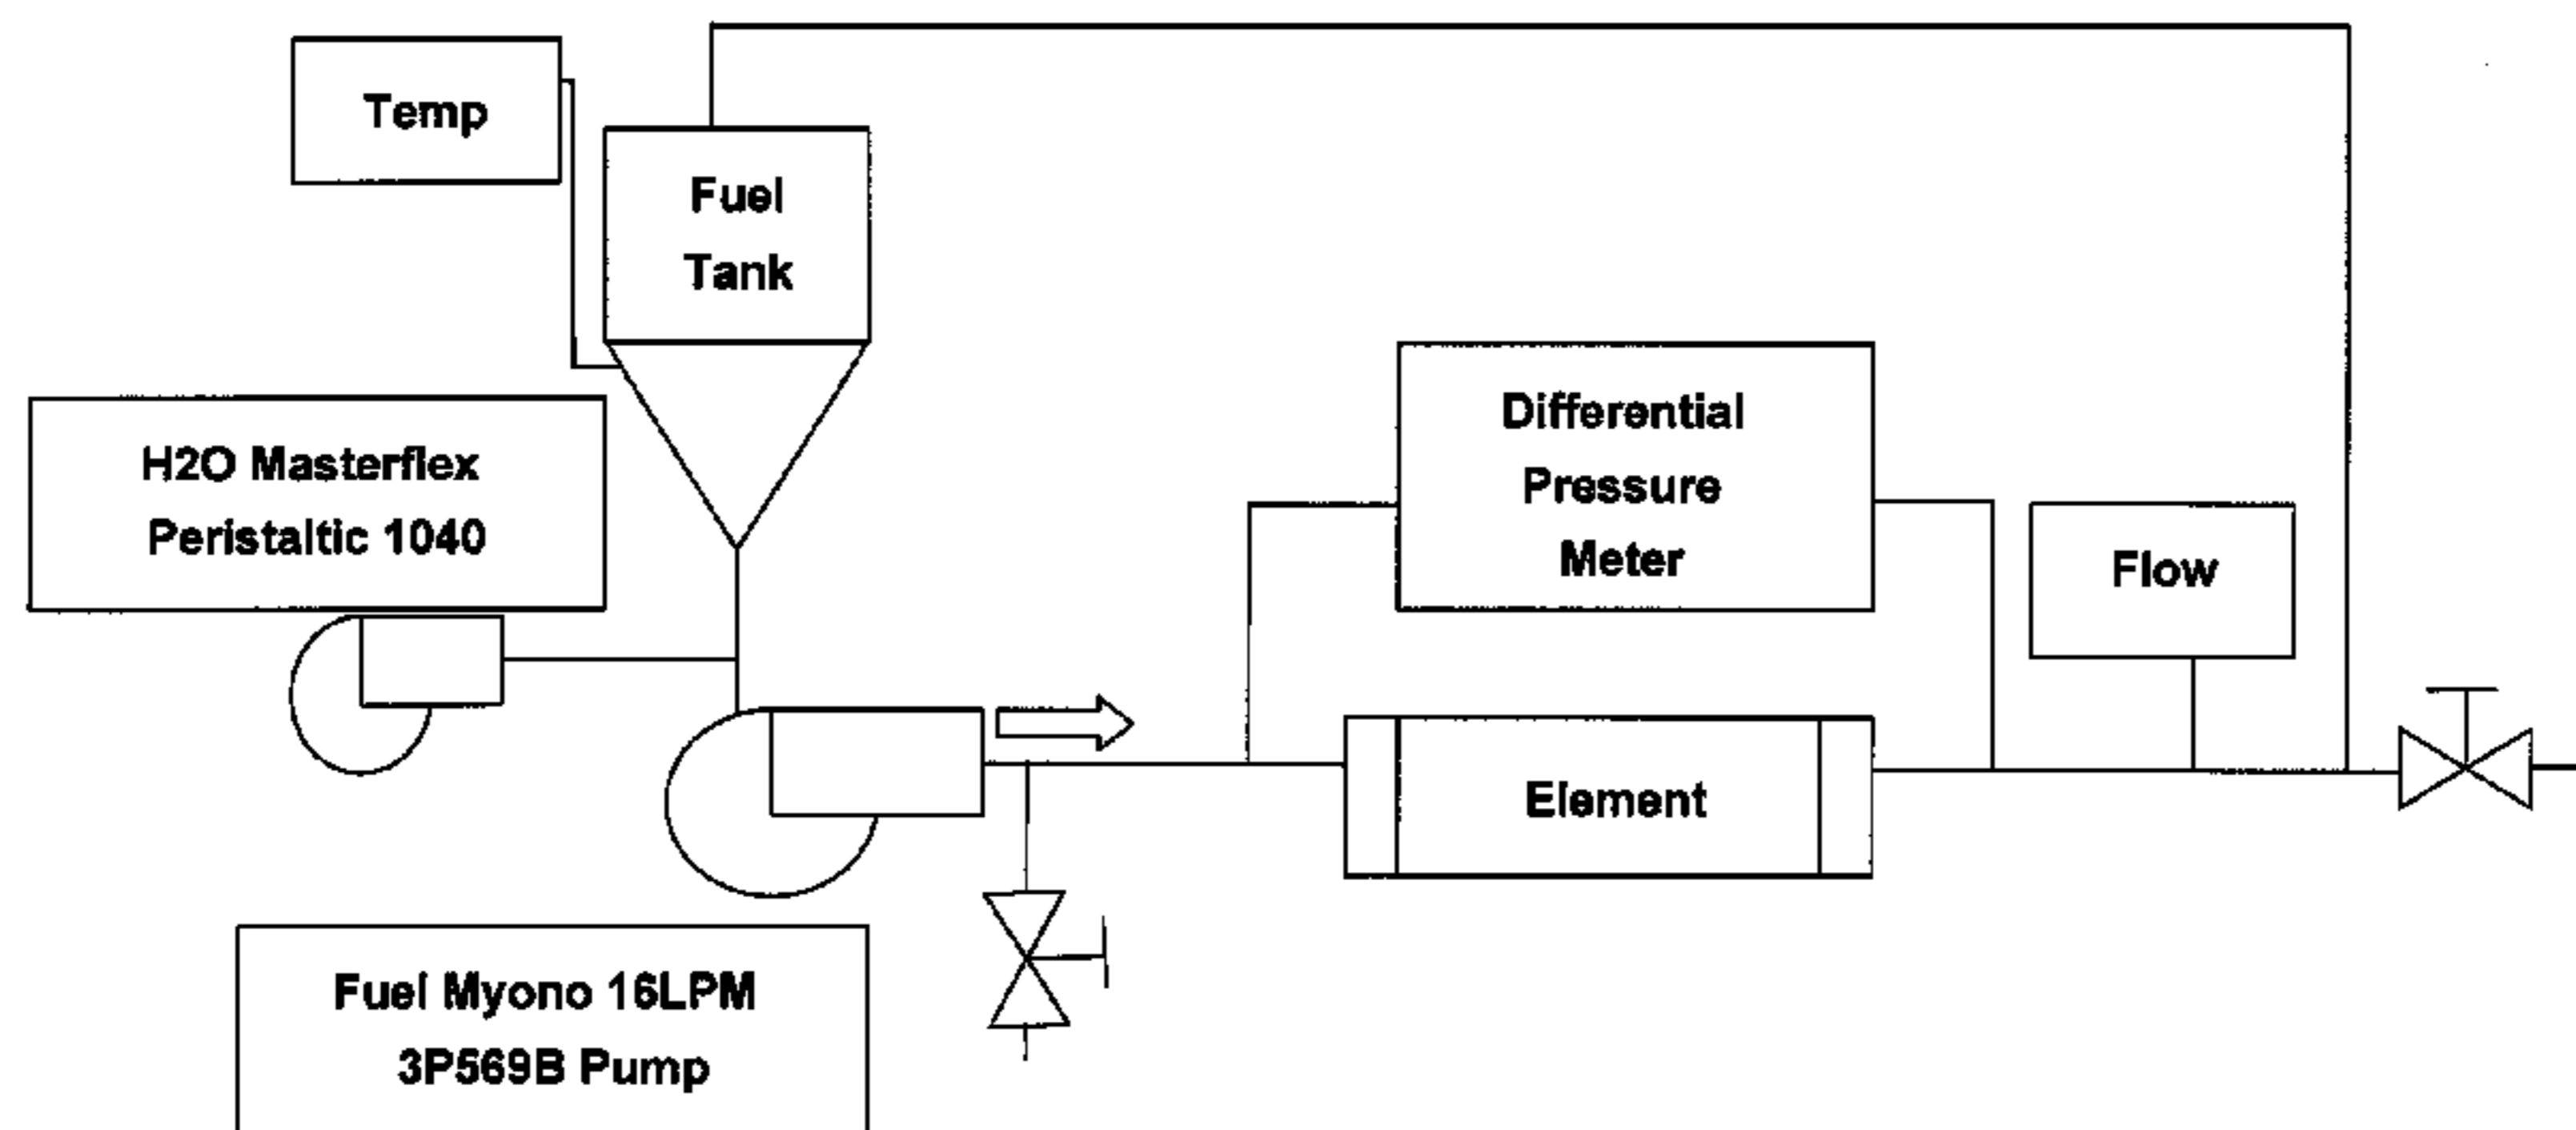 Temp
Fuel
Tank
H2O Masterflex
Peristaltic 1040
Differential
Pressure
Meter
Flow
Element
Fuel Myono 16LPM
3P569B Pump